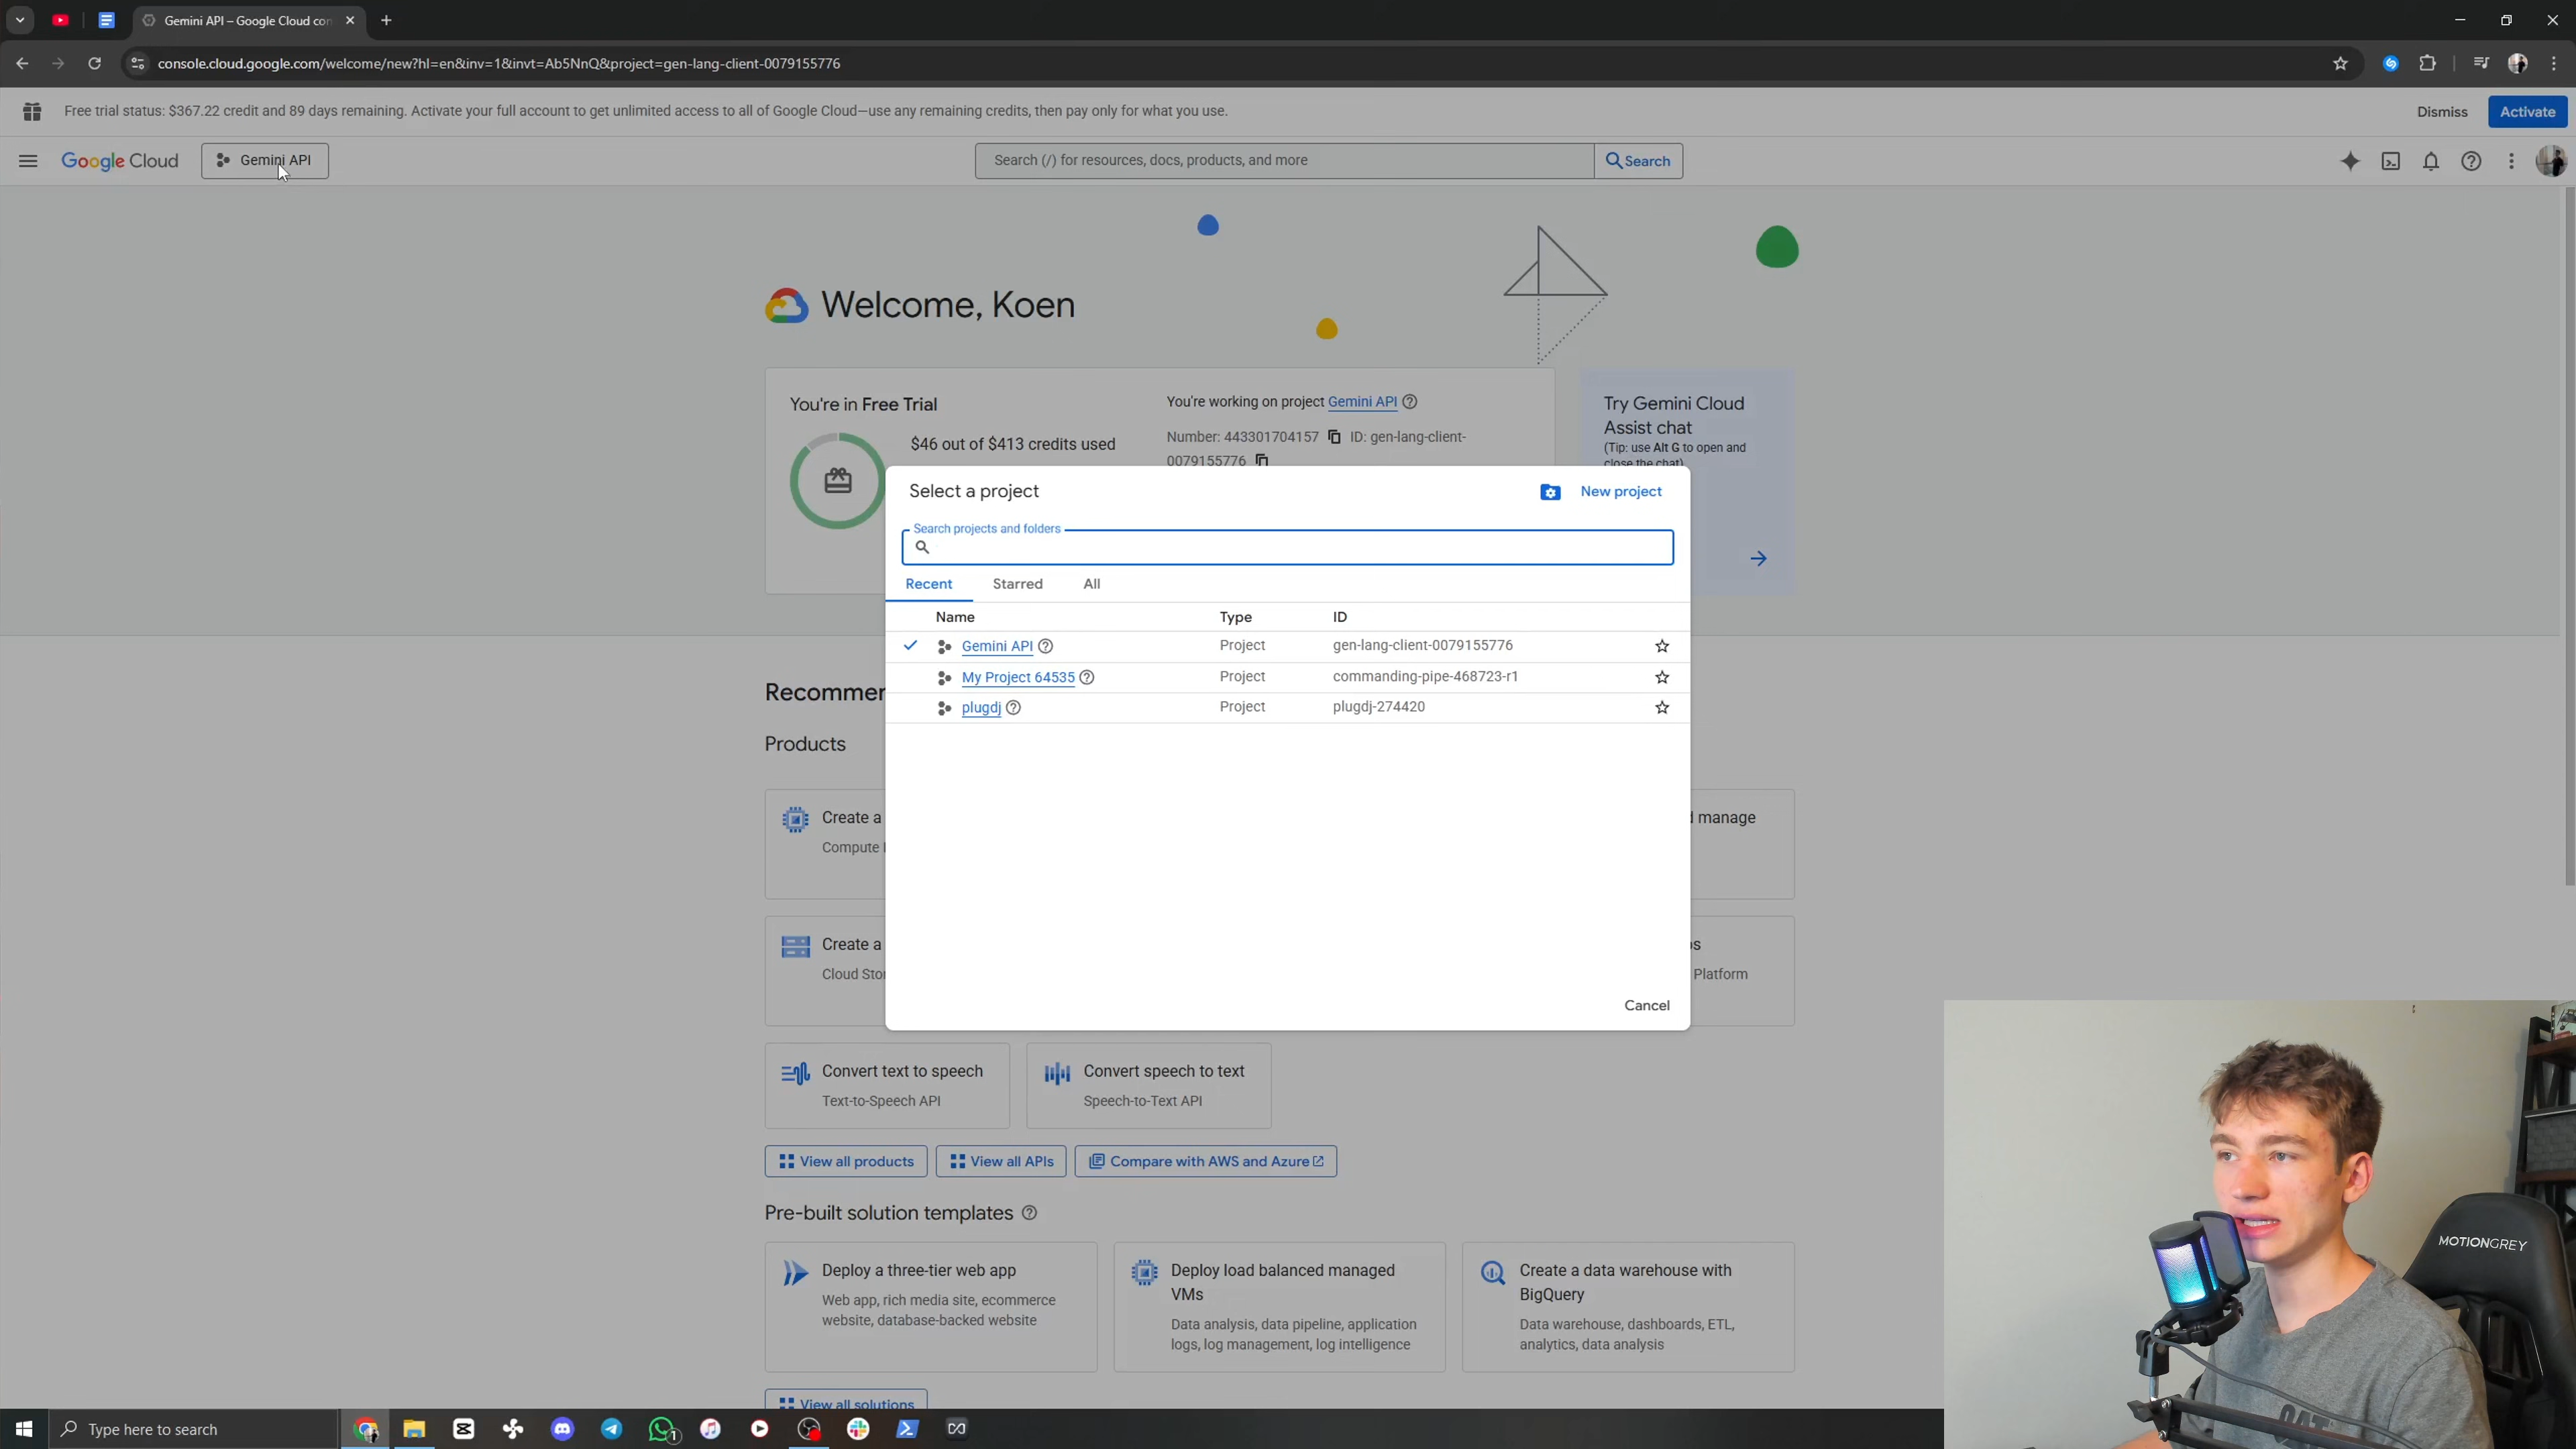 Gemini API – Google Cloud con
console.cloud.google.com/welcome/new?hl=en&inv=1&invt=Ab5NnQ&project=gen-lang-client-0079155776
Free trial status: $367.22 credit and 89 days remaining. Activate your full account to get unlimited access to all of Google Cloud—use any remaining credits, then pay only for what you use.
Dismiss
Activate
Google Cloud
Gemini API
Search (/) for resources, docs, products, and more
Search
Welcome, Koen
You're in Free Trial
$46 out of $413 credits used
You're working on project Gemini API
Number: 443301704157 ID: gen-lang-client-
0079155776
Try Gemini Cloud
Assist chat
(Tip: use Alt G to open and
close the chat)
Select a project
New project
Search projects and folders
Recent Starred All
Name Type ID
Gemini API Project gen-lang-client-0079155776
My Project 64535 Project commanding-pipe-468723-r1
plugdj Project plugdj-274420
Cancel
Recommen
Products
Create a
Compute
d manage
Create a
Cloud Stor
Platform
Convert text to speech
Text-to-Speech API
Convert speech to text
Speech-to-Text API
View all products
View all APIs
Compare with AWS and Azure
Pre-built solution templates
Deploy a three-tier web app
Web app, rich media site, ecommerce
website, database-backed website
Deploy load balanced managed
VMs
Data analysis, data pipeline, application
logs, log management, log intelligence
Create a data warehouse with
BigQuery
Data warehouse, dashboards, ETL,
analytics, data analysis
View all solutions
MOTIONGREY
Type here to search
1